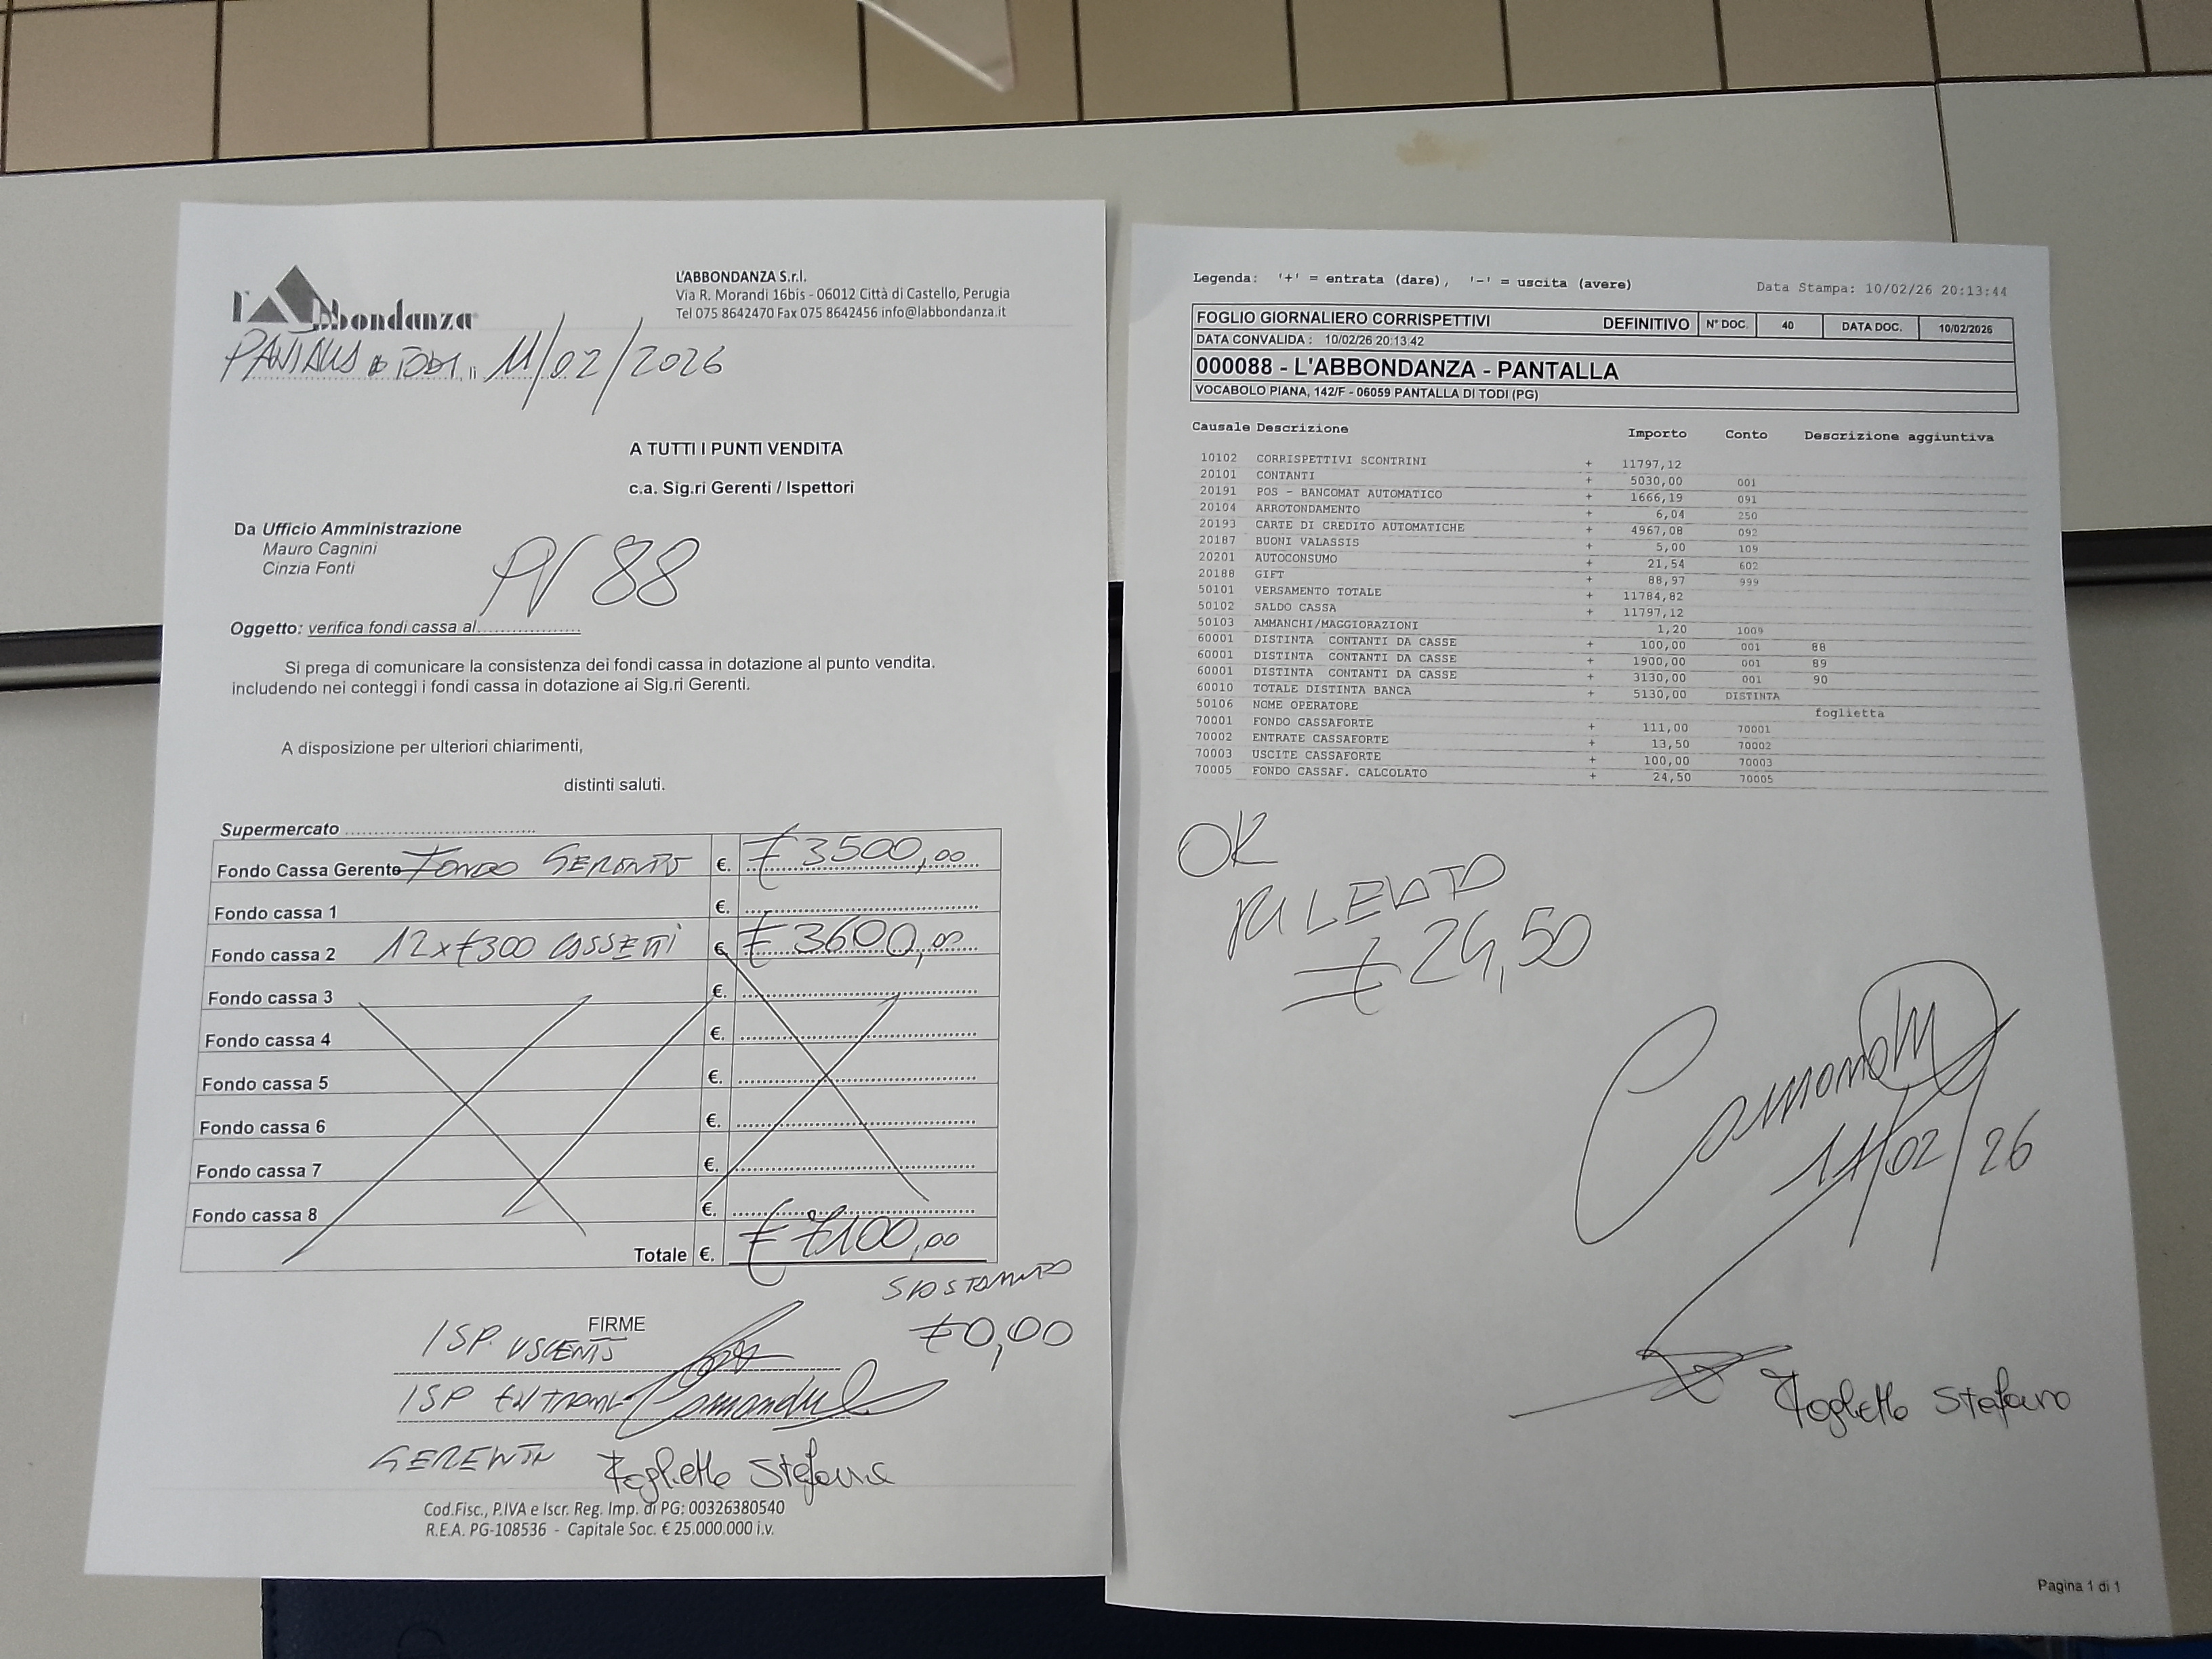 l'Abbondanza
L'ABBONDANZA S.r.l.
Via R. Morandi 16bis - 06012 Città di Castello, Perugia
Tel 075 8642470 Fax 075 8642456 info@labbondanza.it
TODI, li 11/02/2026
A TUTTI I PUNTI VENDITA
c.a. Sig.ri Gerenti / Ispettori
Da Ufficio Amministrazione
Mauro Cagnini
Cinzia Fonti
PV 88
Oggetto: verifica fondi cassa al..................
Si prega di comunicare la consistenza dei fondi cassa in dotazione al punto vendita.
includendo nei conteggi i fondi cassa in dotazione ai Sig.ri Gerenti.
A disposizione per ulteriori chiarimenti,
distinti saluti.
Supermercato .................................
Fondo Cassa Gerente FONDO GERENTE €. € 3500,00
Fondo cassa 1 €.
Fondo cassa 2 12x€300 CASSETTI € € 3600,00
Fondo cassa 3 €.
Fondo cassa 4 €.
Fondo cassa 5 €.
Fondo cassa 6 €.
Fondo cassa 7 €.
Fondo cassa 8 €.
Totale €. € 7100,00
SCOSTAMENTO
€0,00
FIRME
ISP. USCENTE
ISP ENTRANTE
GERENTE Foglietta Stefano
Cod.Fisc., P.IVA e Iscr. Reg. Imp. di PG: 00326380540
R.E.A. PG-108536 - Capitale Soc. € 25.000.000 i.v.
Legenda: '+' = entrata (dare), '-' = uscita (avere)
Data Stampa: 10/02/26 20:13:44
FOGLIO GIORNALIERO CORRISPETTIVI DEFINITIVO N° DOC. 40 DATA DOC. 10/02/2026
DATA CONVALIDA : 10/02/26 20:13:42
000088 - L'ABBONDANZA - PANTALLA
VOCABOLO PIANA, 142/F - 06059 PANTALLA DI TODI (PG)
Causale Descrizione Importo Conto Descrizione aggiuntiva
10102 CORRISPETTIVI SCONTRINI + 11797,12
20101 CONTANTI + 5030,00 001
20191 POS - BANCOMAT AUTOMATICO + 1666,19 091
20104 ARROTONDAMENTO + 6,04 250
20193 CARTE DI CREDITO AUTOMATICHE + 4967,08 092
20187 BUONI VALASSIS + 5,00 109
20201 AUTOCONSUMO + 21,54 602
20188 GIFT + 88,97 999
50101 VERSAMENTO TOTALE + 11784,82
50102 SALDO CASSA + 11797,12
50103 AMMANCHI/MAGGIORAZIONI 1,20 1009
60001 DISTINTA CONTANTI DA CASSE + 100,00 001 88
60001 DISTINTA CONTANTI DA CASSE + 1900,00 001 89
60001 DISTINTA CONTANTI DA CASSE + 3130,00 001 90
60010 TOTALE DISTINTA BANCA + 5130,00 DISTINTA
50106 NOME OPERATORE foglietta
70001 FONDO CASSAFORTE + 111,00 70001
70002 ENTRATE CASSAFORTE + 13,50 70002
70003 USCITE CASSAFORTE + 100,00 70003
70005 FONDO CASSAF. CALCOLATO + 24,50 70005
OK
RILEVATO
€ 24,50
11/02/26
Foglietta Stefano
Pagina 1 di 1